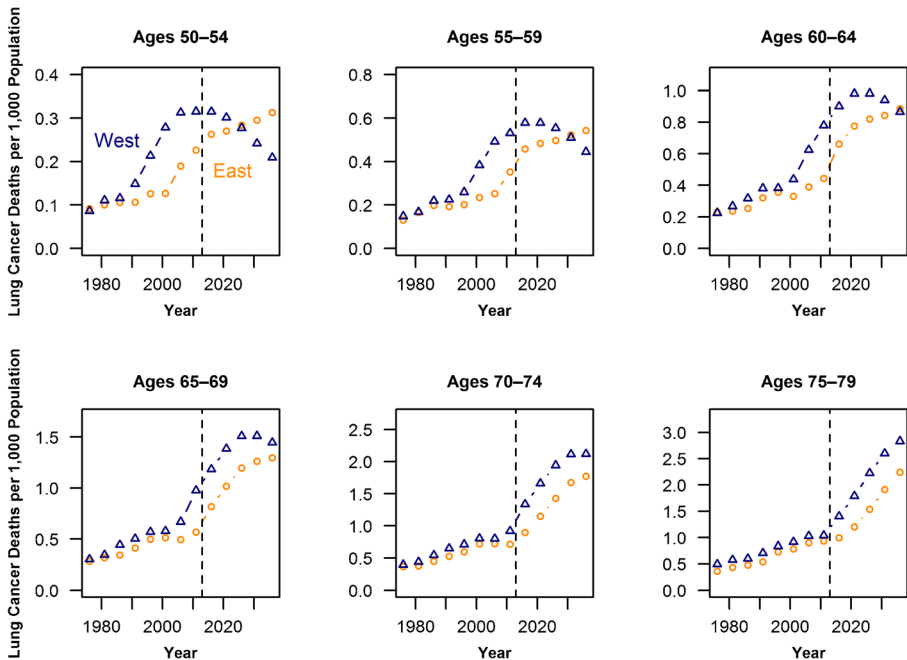 Lung Cancer Deaths per 1,000 Population
Ages 50–54
0.4
0.3
0.2
0.1
0.0
West
East
1980 2000 2020
Year
Ages 55–59
0.8
0.6
0.4
0.2
0.0
1980 2000 2020
Year
Ages 60–64
1.0
0.8
0.6
0.4
0.2
0.0
1980 2000 2020
Year
Lung Cancer Deaths per 1,000 Population
Ages 65–69
1.5
1.0
0.5
0.0
1980 2000 2020
Year
Ages 70–74
2.5
2.0
1.5
1.0
0.5
0.0
1980 2000 2020
Year
Ages 75–79
3.0
2.5
2.0
1.5
1.0
0.5
0.0
1980 2000 2020
Year